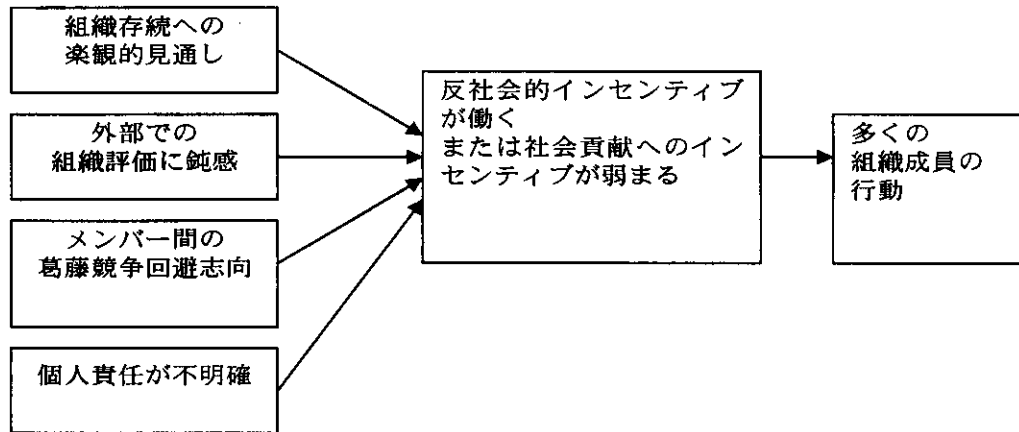 組織存続への
楽観的見通し
外部での
組織評価に鈍感
メンバー間の
葛藤競争回避志向
個人責任が不明確
反社会的インセンティブ
が働く
または社会貢献へのイン
センティブが弱まる
多くの
組織成員の
行動